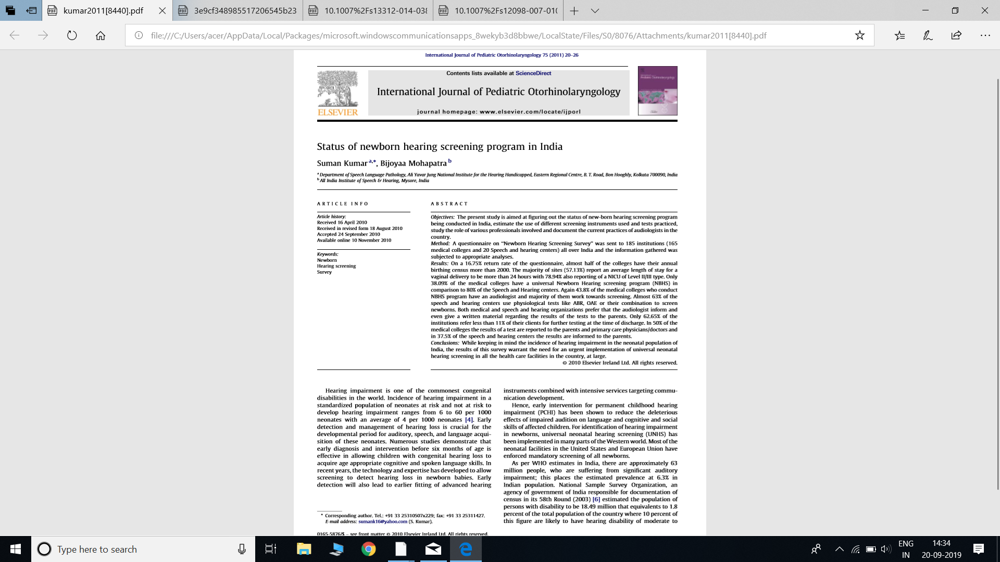 kumar2011[8440].pdf
3e9cf348985517206545b23
10.1007%2Fs13312-014-038
10.1007%2Fs12098-007-010
file:///C:/Users/acer/AppData/Local/Packages/microsoft.windowscommunicationsapps_8wekyb3d8bbwe/LocalState/Files/S0/8076/Attachments/kumar2011[8440].pdf
International Journal of Pediatric Otorhinolaryngology 75 (2011) 20–26
Contents lists available at ScienceDirect
International Journal of Pediatric Otorhinolaryngology
journal homepage: www.elsevier.com/locate/ijporl
ELSEVIER
Status of newborn hearing screening program in India
Suman Kumar a,*, Bijoyaa Mohapatra b
a Department of Speech Language Pathology, Ali Yavar Jung National Institute for the Hearing Handicapped, Eastern Regional Centre, B. T. Road, Bon Hooghly, Kolkata 700090, India
b All India Institute of Speech & Hearing, Mysore, India
ARTICLE INFO
Article history:
Received 16 April 2010
Received in revised form 18 August 2010
Accepted 24 September 2010
Available online 10 November 2010
Keywords:
Newborn
Hearing screening
Survey
ABSTRACT
Objectives: The present study is aimed at figuring out the status of new-born hearing screening program
being conducted in India, estimate the use of different screening instruments used and tests practiced,
study the role of various professionals involved and document the current practices of audiologists in the
country.
Method: A questionnaire on “Newborn Hearing Screening Survey” was sent to 185 institutions (165
medical colleges and 20 Speech and hearing centers) all over India and the information gathered was
subjected to appropriate analyses.
Results: On a 16.75% return rate of the questionnaire, almost half of the colleges have their annual
birthing census more than 2000. The majority of sites (57.13%) report an average length of stay for a
vaginal delivery to be more than 24 hours with 78.94% also reporting of a NICU of Level II/III type. Only
38.09% of the medical colleges have a universal Newborn Hearing screening program (NBHS) in
comparison to 80% of the Speech and Hearing centers. Again 43.8% of the medical colleges who conduct
NBHS program have an audiologist and majority of them work towards screening. Almost 63% of the
speech and hearing centers use physiological tests like ABR, OAE or their combination to screen
newborns. Both medical and speech and hearing organizations prefer that the audiologist inform and
even give a written material regarding the results of the tests to the parents. Only 62.65% of the
institutions refer less than 11% of their clients for further testing at the time of discharge. In 50% of the
medical colleges the results of a test are reported to the parents and primary care physicians/doctors and
in 37.5% of the speech and hearing centers the results are informed to the parents.
Conclusions: While keeping in mind the incidence of hearing impairment in the neonatal population of
India, the results of this survey warrant the need for an urgent implementation of universal neonatal
hearing screening in all the health care facilities in the country, at large.
© 2010 Elsevier Ireland Ltd. All rights reserved.
Hearing impairment is one of the commonest congenital
disabilities in the world. Incidence of hearing impairment in a
standardized population of neonates at risk and not at risk to
develop hearing impairment ranges from 6 to 60 per 1000
neonates with an average of 4 per 1000 neonates [4]. Early
detection and management of hearing loss is crucial for the
developmental period for auditory, speech, and language acqui-
sition of these neonates. Numerous studies demonstrate that
early diagnosis and intervention before six months of age is
effective in allowing children with congenital hearing loss to
acquire age appropriate cognitive and spoken language skills. In
recent years, the technology and expertise has developed to allow
screening to detect hearing loss in newborn babies. Early
detection will also lead to earlier fitting of advanced hearing
* Corresponding author. Tel.: +91 33 25310507x229; fax: +91 33 25311427.
E-mail address: sumank16@yahoo.com (S. Kumar).
0165-5876/$ – see front matter © 2010 Elsevier Ireland Ltd. All rights reserved.
instruments combined with intensive services targeting commu-
nication development.
Hence, early intervention for permanent childhood hearing
impairment (PCHI) has been shown to reduce the deleterious
effects of impaired audition on language and cognitive and social
skills of affected children. For identification of hearing impairment
in newborns, universal neonatal hearing screening (UNHS) has
been implemented in many parts of the Western world. Most of the
neonatal facilities in the United States and European Union have
enforced mandatory screening of all newborns.
As per WHO estimates in India, there are approximately 63
million people, who are suffering from significant auditory
impairment; this places the estimated prevalence at 6.3% in
Indian population. National Sample Survey Organization, an
agency of government of India responsible for documentation of
census in its 58th Round (2003) [6] estimated the population of
persons with disability to be 18.49 million that equivalents to 1.8
percent of the total population of the country where 10 percent of
this figure are likely to have hearing disability of moderate to
Type here to search
ENG
IN
14:34
20-09-2019